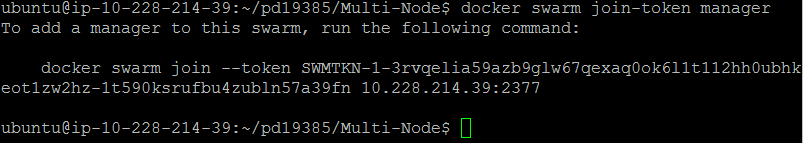 ubuntu@ip-10-228-214-39:~/pd19385/Multi-Node$ docker swarm join-token manager
To add a manager to this swarm, run the following command:
    docker swarm join --token SWMTKN-1-3rvqelia59azb9glw67qexaq0ok6l1t112hh0ubhk
eot1zw2hz-1t590ksrufbu4zubln57a39fn 10.228.214.39:2377
ubuntu@ip-10-228-214-39:~/pd19385/Multi-Node$